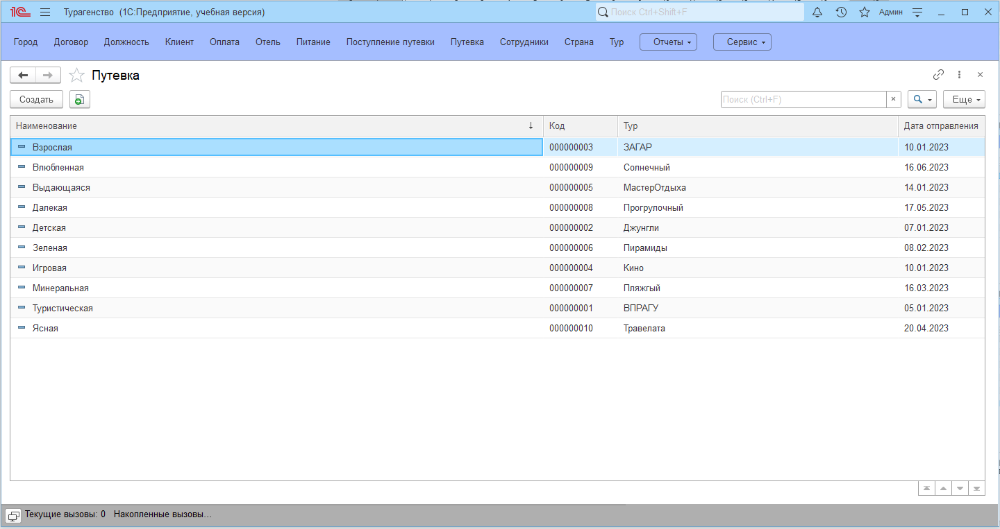 1С Турагенство (1С:Предприятие, учебная версия) Поиск Ctrl+Shift+F Админ
Город Договор Должность Клиент Оплата Отель Питание Поступление путевки Путевка Сотрудники Страна Тур Отчеты Сервис
Путевка
Создать Поиск (Ctrl+F) × Еще
Наименование ↓ Код Тур Дата отправления
Взрослая 000000003 ЗАГАР 10.01.2023
Влюбленная 000000009 Солнечный 16.06.2023
Выдающаяся 000000005 МастерОтдыха 14.01.2023
Далекая 000000008 Прогрулочный 17.05.2023
Детская 000000002 Джунгли 07.01.2023
Зеленая 000000006 Пирамиды 08.02.2023
Игровая 000000004 Кино 10.01.2023
Минеральная 000000007 Пляжгый 16.03.2023
Туристическая 000000001 ВПРАГУ 05.01.2023
Ясная 000000010 Травелата 20.04.2023
Текущие вызовы: 0 Накопленные вызовы...